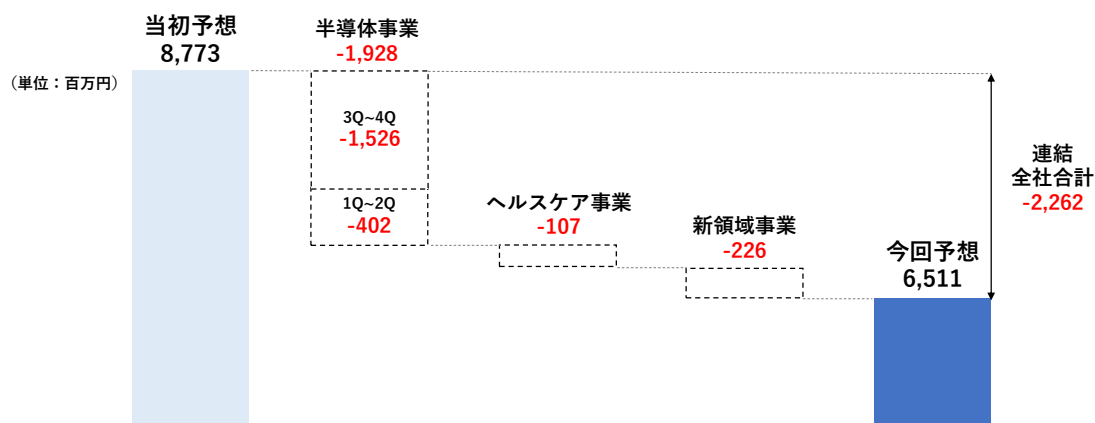 当初予想
8,773
（単位：百万円）
半導体事業
-1,928
3Q~4Q
-1,526
1Q~2Q
-402
ヘルスケア事業
-107
新領域事業
-226
今回予想
6,511
連結
全社合計
-2,262